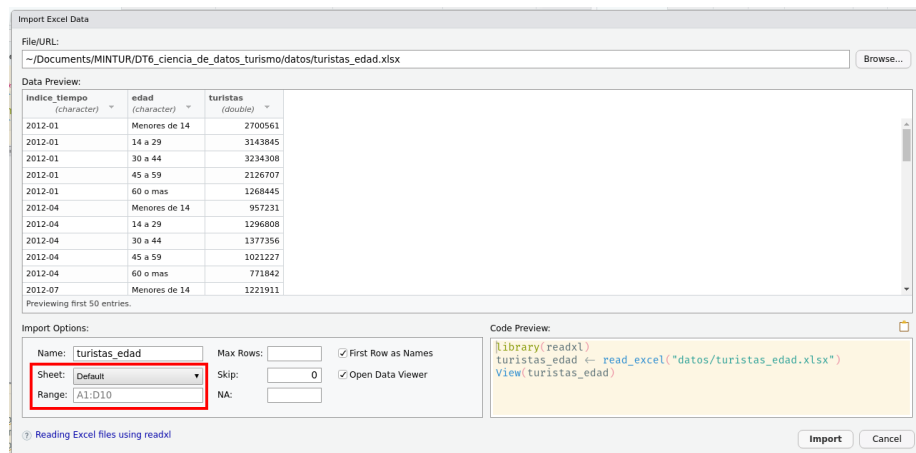 Import Excel Data
File/URL:
~/Documents/MINTUR/DT6_ciencia_de_datos_turismo/datos/turistas_edad.xlsx Browse...
Data Preview:
indice_tiempo edad turistas
(character) (character) (double)
2012-01 Menores de 14 2700561
2012-01 14 a 29 3143845
2012-01 30 a 44 3234308
2012-01 45 a 59 2126707
2012-01 60 o mas 1268445
2012-04 Menores de 14 957231
2012-04 14 a 29 1296808
2012-04 30 a 44 1377356
2012-04 45 a 59 1021227
2012-04 60 o mas 771842
2012-07 Menores de 14 1221911
Previewing first 50 entries.
Import Options:
Name: turistas_edad Max Rows: First Row as Names
Sheet: Default Skip: 0 Open Data Viewer
Range: A1:D10 NA:
Code Preview:
library(readxl)
turistas_edad ← read_excel("datos/turistas_edad.xlsx")
View(turistas_edad)
? Reading Excel files using readxl
Import Cancel